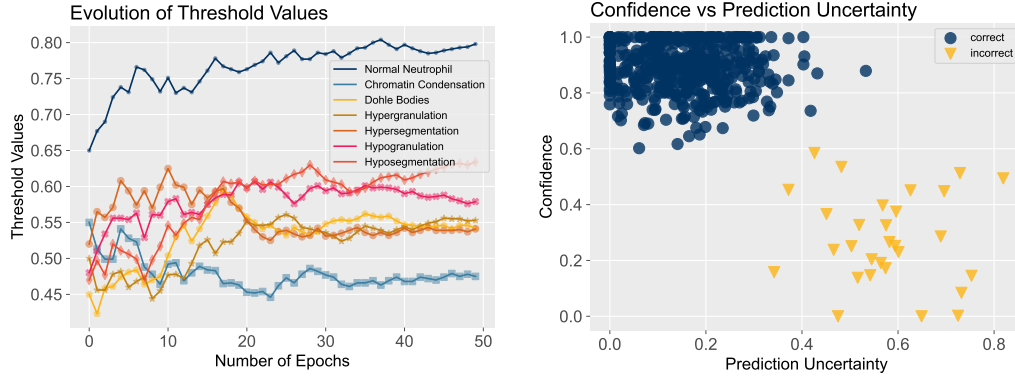 Evolution of Threshold Values
Threshold Values
0.80
0.75
0.70
0.65
0.60
0.55
0.50
0.45
0
10
20
30
40
50
Number of Epochs
Normal Neutrophil
Chromatin Condensation
Dohle Bodies
Hypergranulation
Hypersegmentation
Hypogranulation
Hyposegmentation
Confidence vs Prediction Uncertainty
Confidence
1.0
0.8
0.6
0.4
0.2
0.0
0.0
0.2
0.4
0.6
0.8
Prediction Uncertainty
correct
incorrect